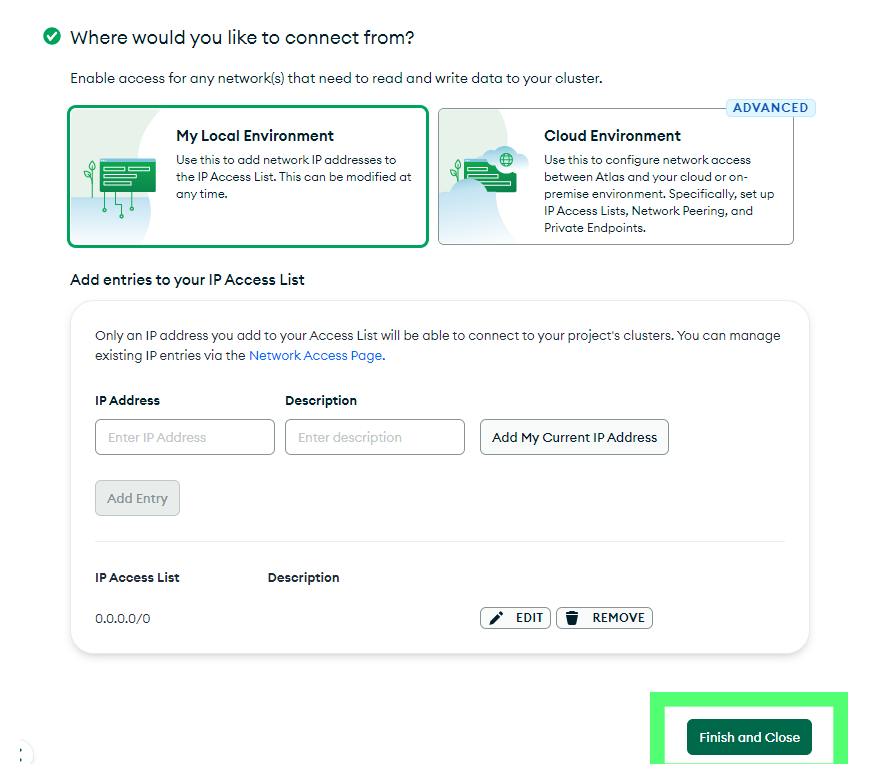 Where would you like to connect from?
Enable access for any network(s) that need to read and write data to your cluster.
ADVANCED
My Local Environment
Use this to add network IP addresses to
the IP Access List. This can be modified at
any time.
Cloud Environment
Use this to configure network access
between Atlas and your cloud or on-
premise environment. Specifically, set up
IP Access Lists, Network Peering, and
Private Endpoints.
Add entries to your IP Access List
Only an IP address you add to your Access List will be able to connect to your project's clusters. You can manage
existing IP entries via the Network Access Page.
IP Address Description
Enter IP Address Enter description Add My Current IP Address
Add Entry
IP Access List Description
0.0.0.0/0 EDIT REMOVE
Finish and Close